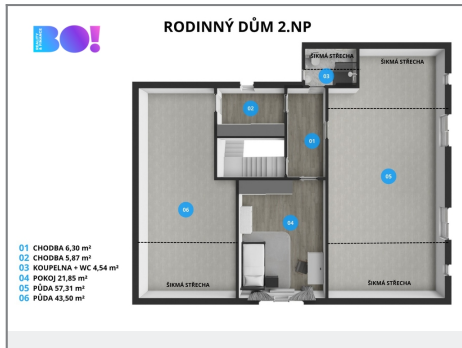 BO!
RODINNÝ DŮM 2.NP
ŠIKMÁ STŘECHA
ŠIKMÁ STŘECHA
03
02
01
05
06
04
01 CHODBA 6,30 m²
02 CHODBA 5,87 m²
03 KOUPELNA + WC 4,54 m²
04 POKOJ 21,85 m²
05 PŮDA 57,31 m²
06 PŮDA 43,50 m²
ŠIKMÁ STŘECHA
ŠIKMÁ STŘECHA